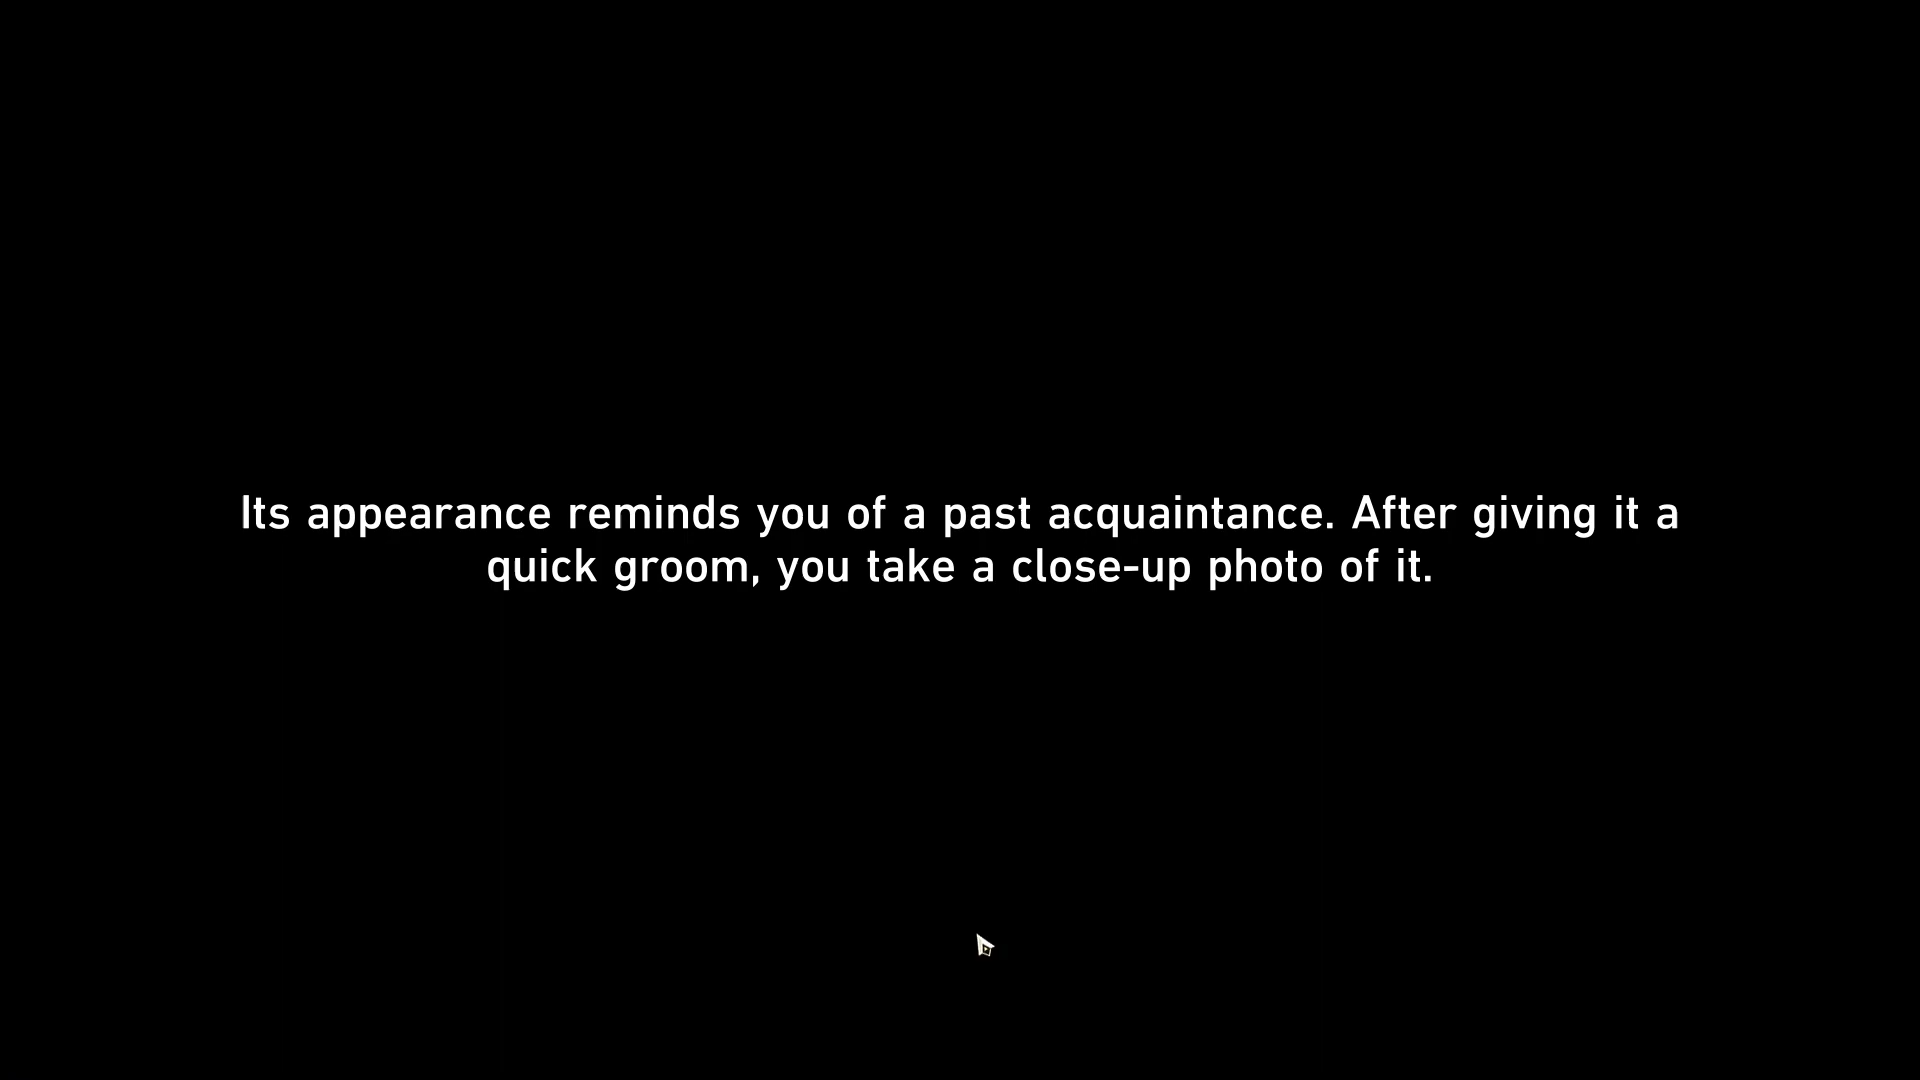 Its appearance reminds you of a past acquaintance. After giving it a
quick groom, you take a close-up photo of it.